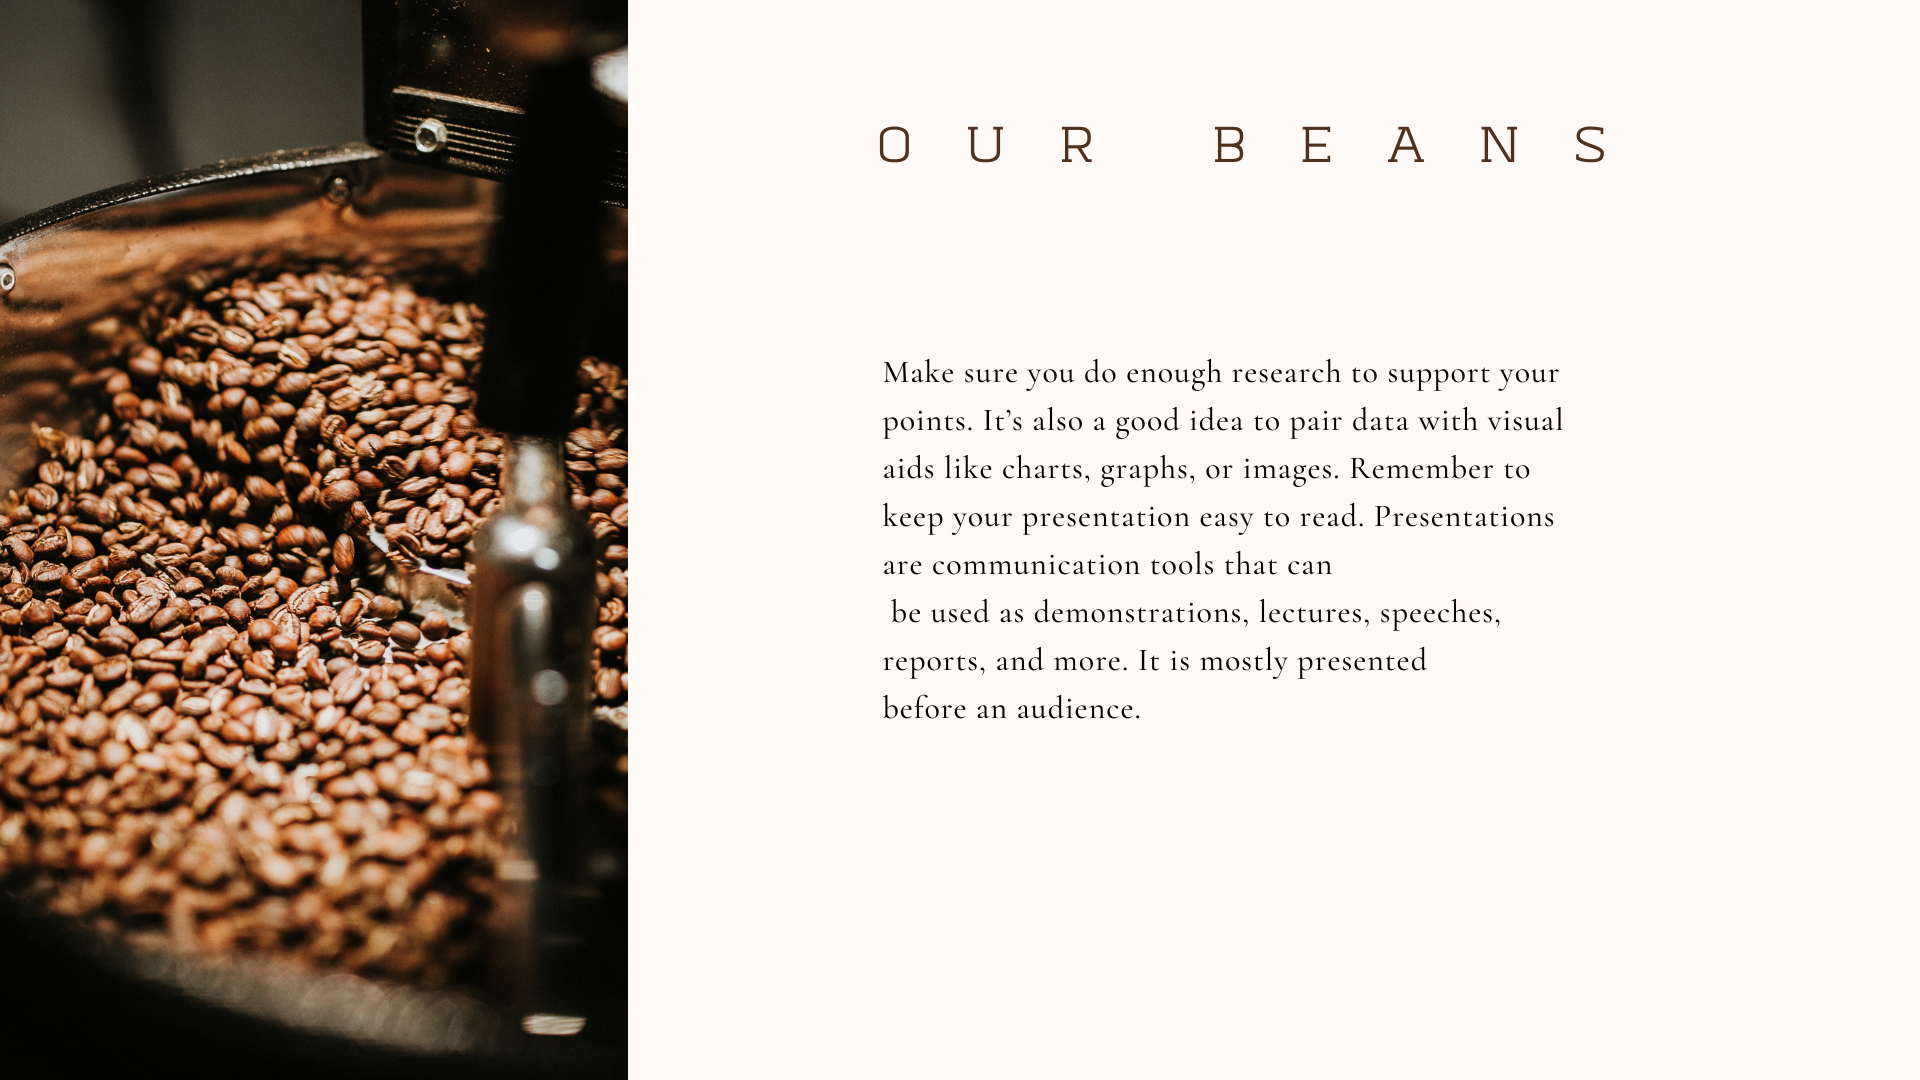 OUR BEANS
Make sure you do enough research to support your
points. It’s also a good idea to pair data with visual
aids like charts, graphs, or images. Remember to
keep your presentation easy to read. Presentations
are communication tools that can
be used as demonstrations, lectures, speeches,
reports, and more. It is mostly presented
before an audience.